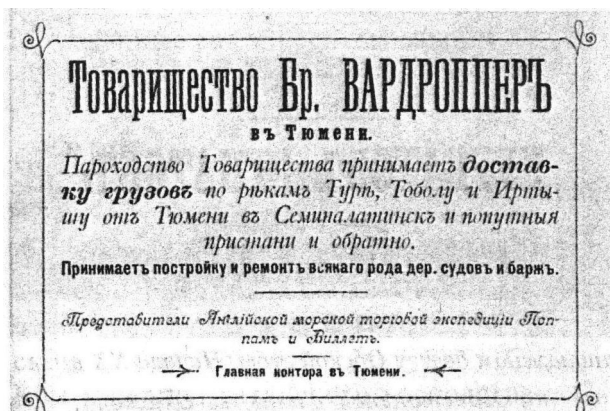 Товарищество Бр. ВАРДРОППЕРЪ
въ Тюмени.
Пароходство Товарищества принимаетъ достав-
ку грузовъ по рѣкамъ Турѣ, Тоболу и Ирты-
шу отъ Тюмени въ Семипалатинскъ и попутныя
пристани и обратно.
Принимаетъ постройку и ремонтъ всякаго рода дер. судовъ и баржъ.
Представители Англійской морской торговой экспедиціи Поп-
памъ и
Главная контора въ Тюмени.